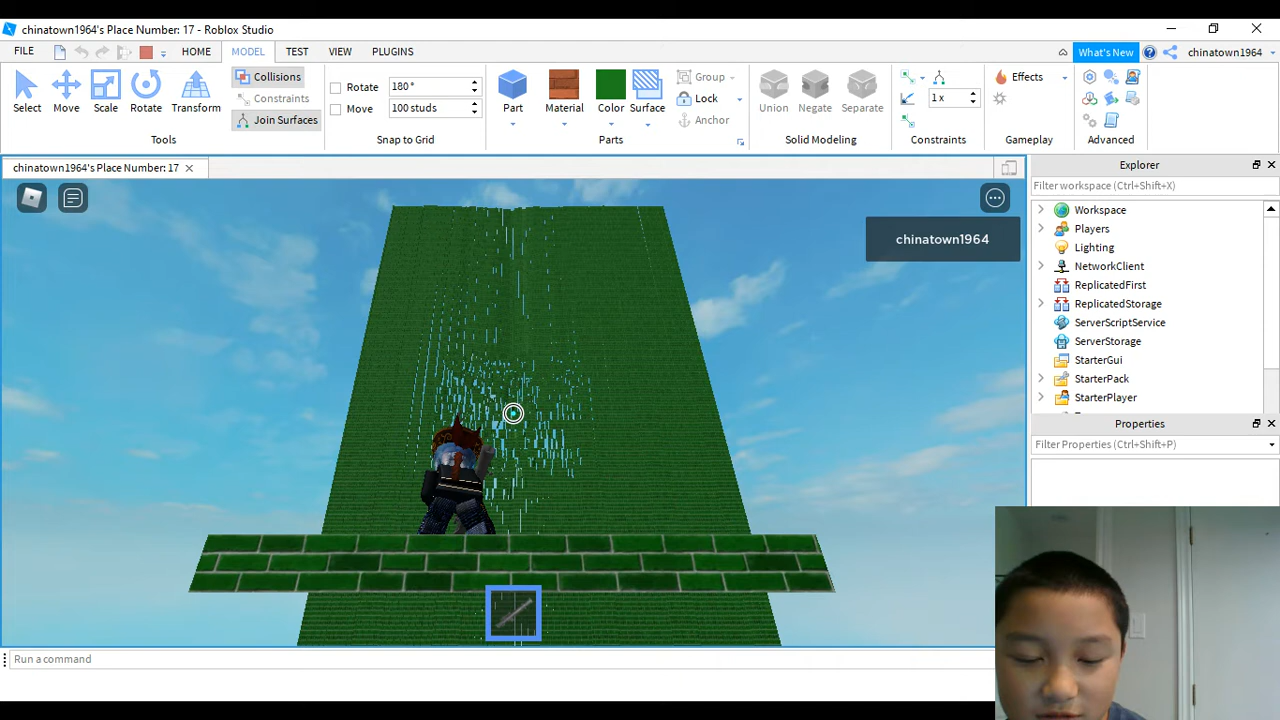 chinatown1964's Place Number: 17 - Roblox Studio
FILE HOME MODEL TEST VIEW PLUGINS What's New chinatown1964
Select Move Scale Rotate Transform
Collisions
Constraints
Join Surfaces
Tools
Rotate 180°
Move 100 studs
Snap to Grid
Part Material Color Surface
Group
Lock
Anchor
Parts
Union Negate Separate
Solid Modeling
1 x
Constraints
Effects
Gameplay
Advanced
chinatown1964's Place Number: 17
chinatown1964
Explorer
Filter workspace (Ctrl+Shift+X)
Workspace
Players
Lighting
NetworkClient
ReplicatedFirst
ReplicatedStorage
ServerScriptService
ServerStorage
StarterGui
StarterPack
StarterPlayer
Properties
Filter Properties (Ctrl+Shift+P)
Run a command